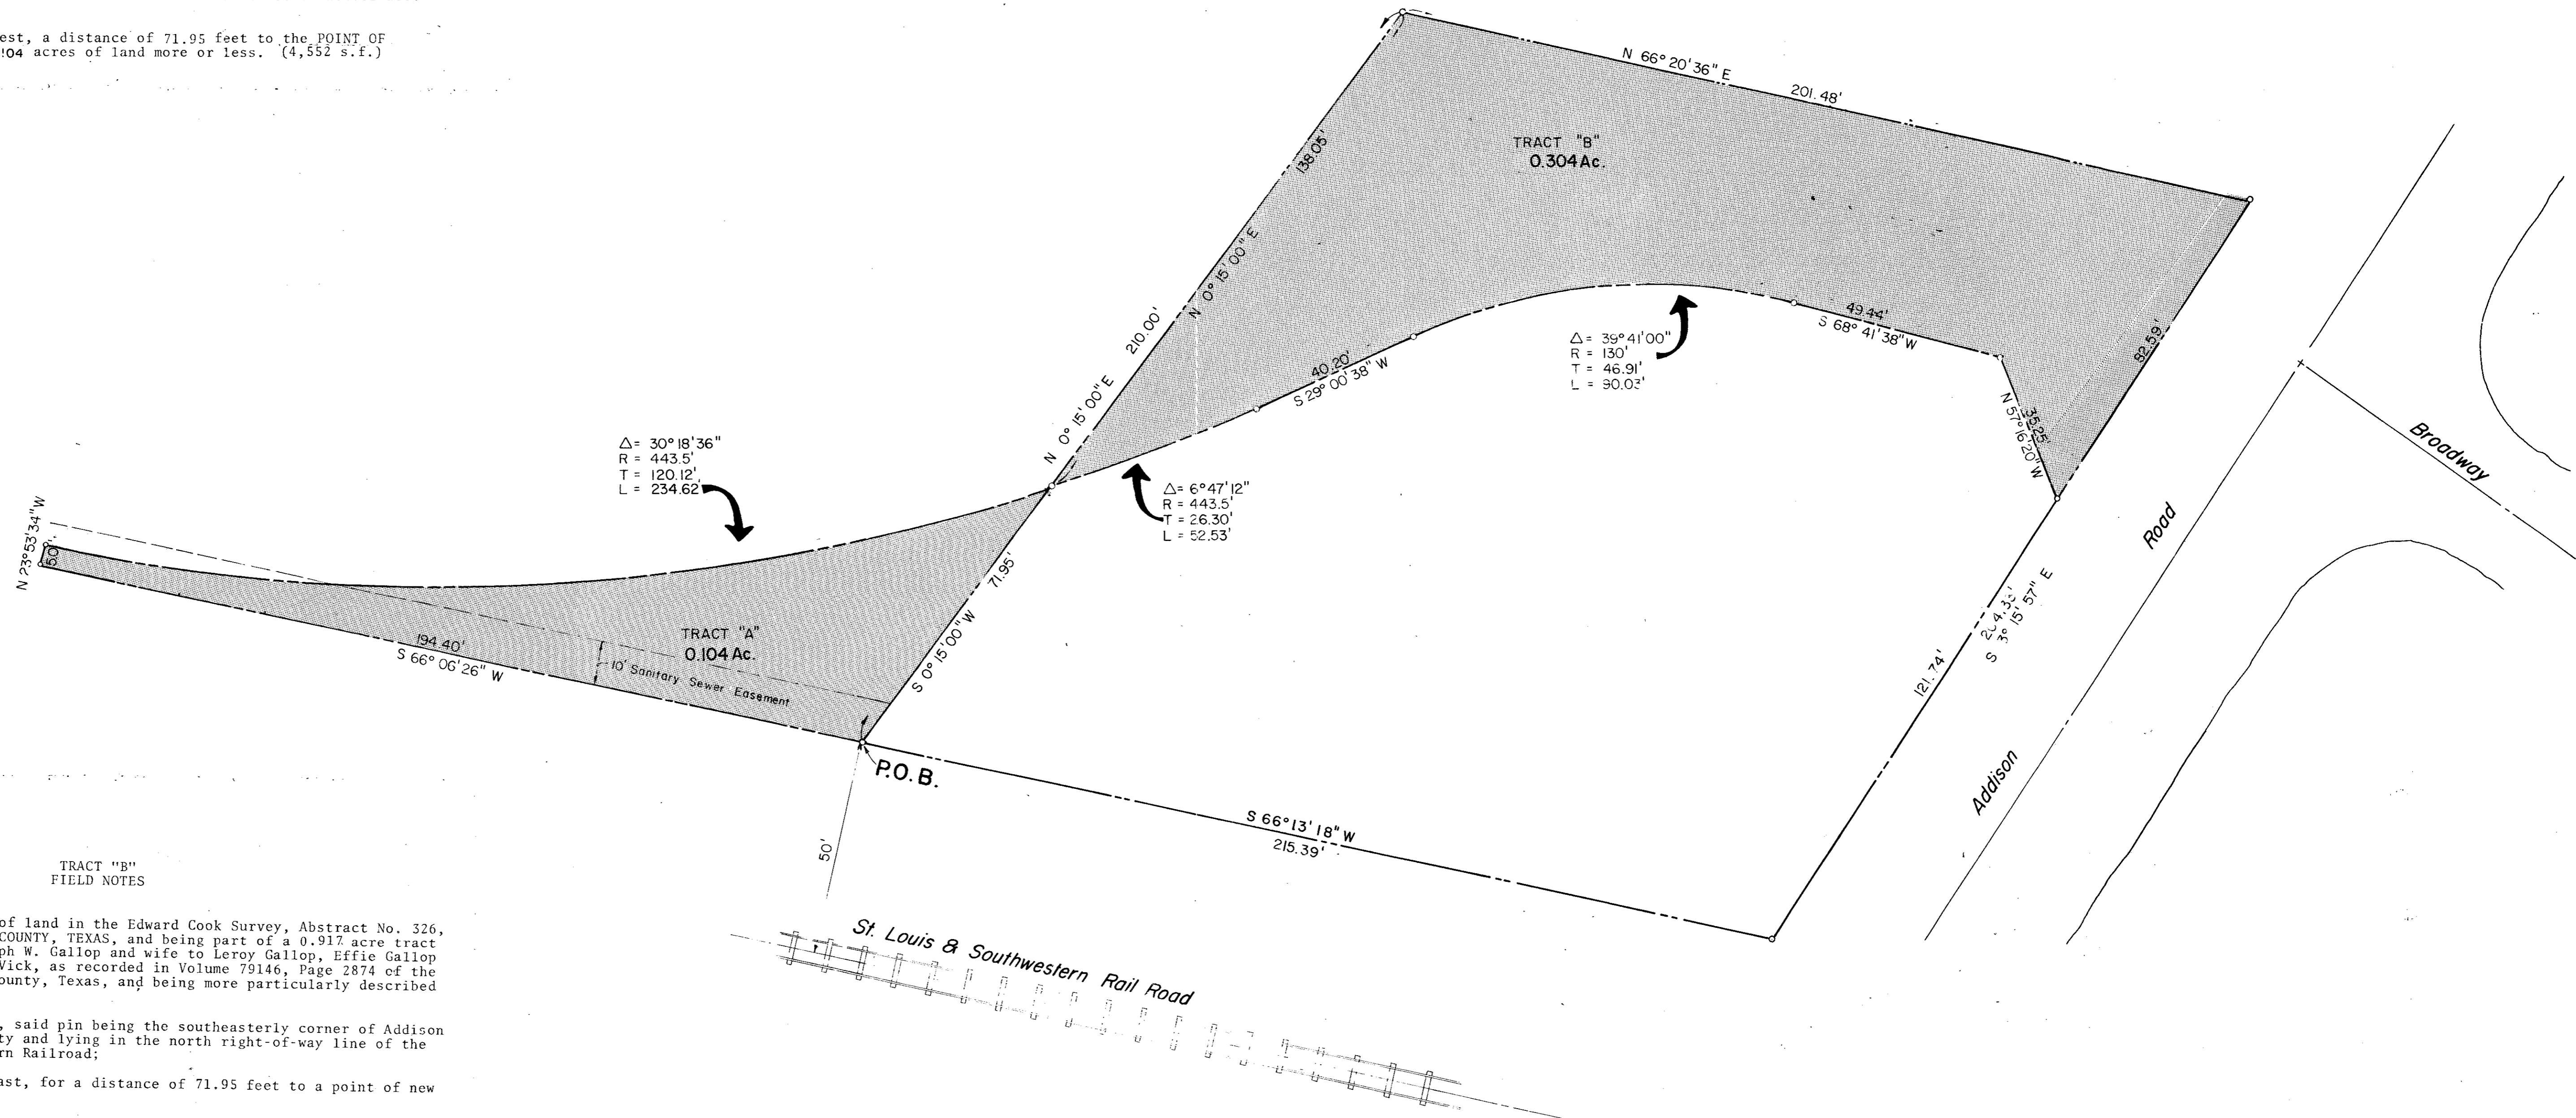 est, a distance of 71.95 feet to the POINT OF
104 acres of land more or less. (4,552 s.f.)
N 66° 20' 36" E
201.48'
TRACT "B"
0.304 Ac.
138.05'
N 0° 15' 00" E
210.00'
N 0° 15' 00" E
Δ = 39° 41' 00"
R = 130'
T = 46.91'
L = 90.03'
49.44'
S 68° 41' 38" W
82.59'
35.25'
N 57° 16' 20" W
40.20'
S 29° 00' 38" W
Δ = 30° 18' 36"
R = 443.5'
T = 120.12'
L = 234.62'
Δ = 6° 47' 12"
R = 443.5'
T = 26.30'
L = 52.53'
Broadway
Road
Addison
S 3° 15' 57" E
121.74'
N 23° 53' 34" W
5.0'
71.95'
S 0° 15' 00" W
TRACT "A"
0.104 Ac.
194.40'
S 66° 06' 26" W
10' Sanitary Sewer Easement
P.O.B.
50'
S 66° 13' 18" W
215.39'
St. Louis & Southwestern Rail Road
TRACT "B"
FIELD NOTES
of land in the Edward Cook Survey, Abstract No. 326,
COUNTY, TEXAS, and being part of a 0.917 acre tract
ph W. Gallop and wife to Leroy Gallop, Effie Gallop
Vick, as recorded in Volume 79146, Page 2874 of the
ounty, Texas, and being more particularly described
, said pin being the southeasterly corner of Addison
ty and lying in the north right-of-way line of the
rn Railroad;
ast, for a distance of 71.95 feet to a point of new